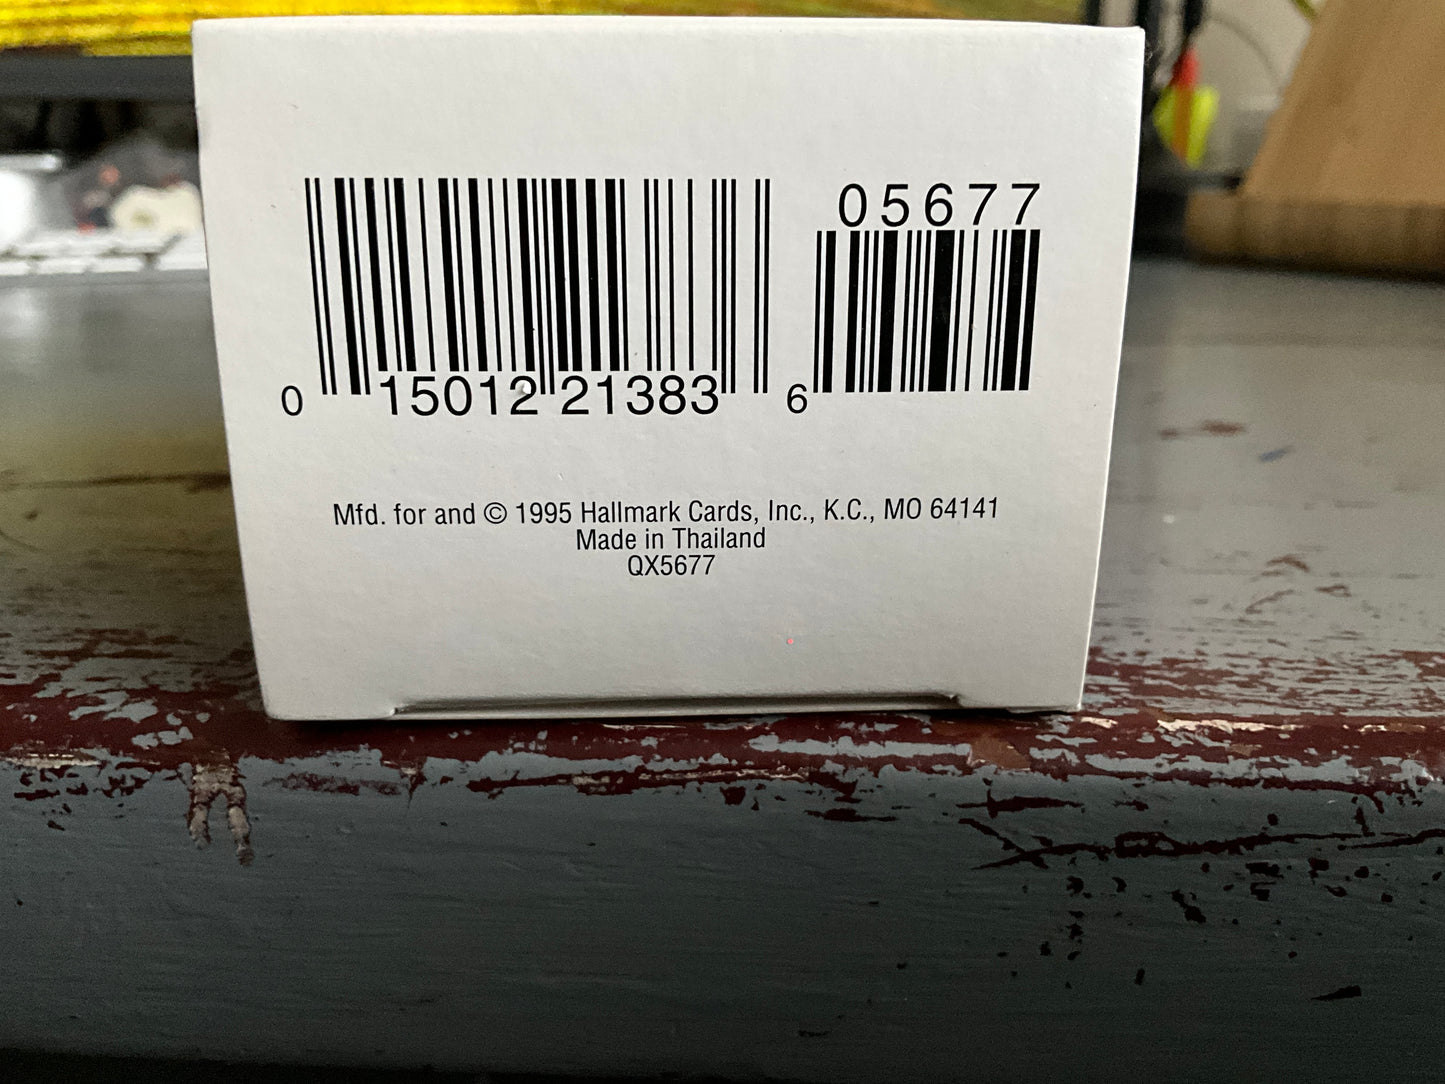 05677
0 15012 21383 6
Mfd. for and © 1995 Hallmark Cards, Inc., K.C., MO 64141
Made in Thailand
QX5677